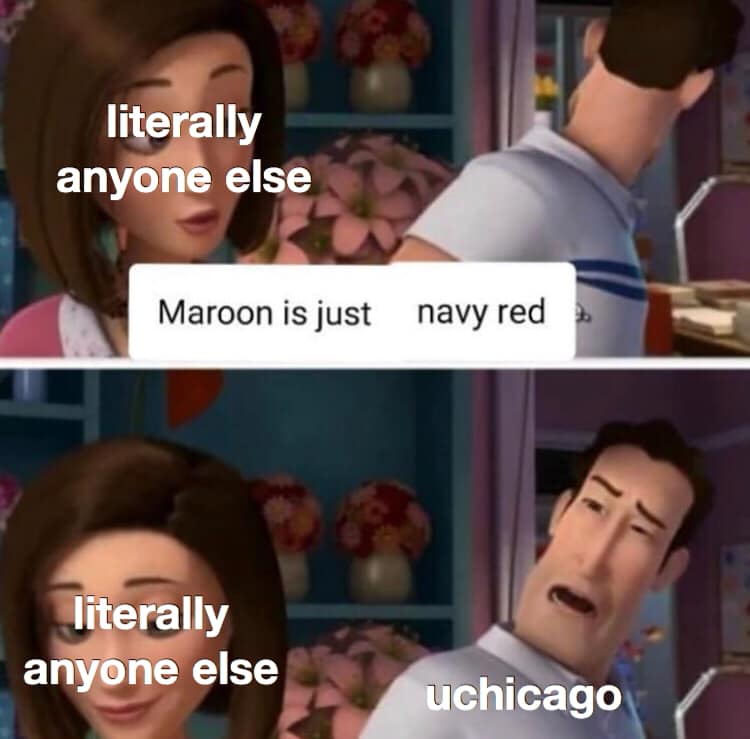 literally
anyone else
Maroon is just navy red
literally
anyone else
uchicago